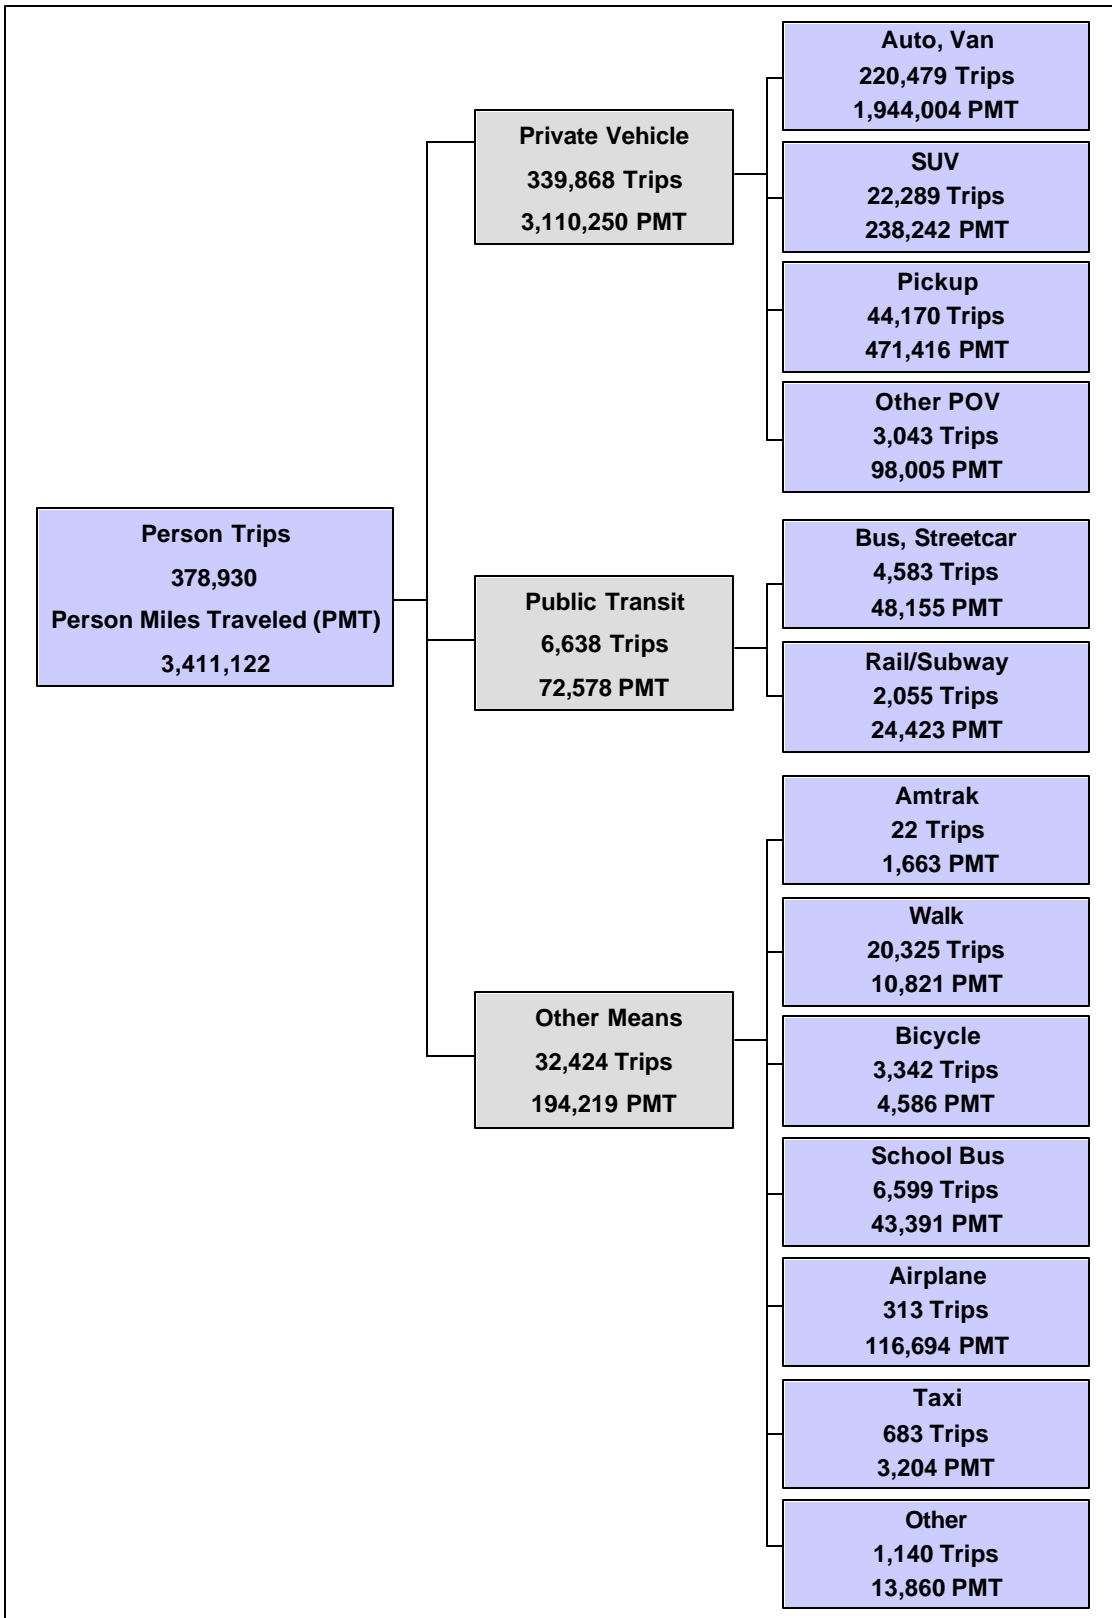 Person Trips
378,930
Person Miles Traveled (PMT)
3,411,122
Private Vehicle
339,868 Trips
3,110,250 PMT
Auto, Van
220,479 Trips
1,944,004 PMT
SUV
22,289 Trips
238,242 PMT
Pickup
44,170 Trips
471,416 PMT
Other POV
3,043 Trips
98,005 PMT
Public Transit
6,638 Trips
72,578 PMT
Bus, Streetcar
4,583 Trips
48,155 PMT
Rail/Subway
2,055 Trips
24,423 PMT
Other Means
32,424 Trips
194,219 PMT
Amtrak
22 Trips
1,663 PMT
Walk
20,325 Trips
10,821 PMT
Bicycle
3,342 Trips
4,586 PMT
School Bus
6,599 Trips
43,391 PMT
Airplane
313 Trips
116,694 PMT
Taxi
683 Trips
3,204 PMT
Other
1,140 Trips
13,860 PMT